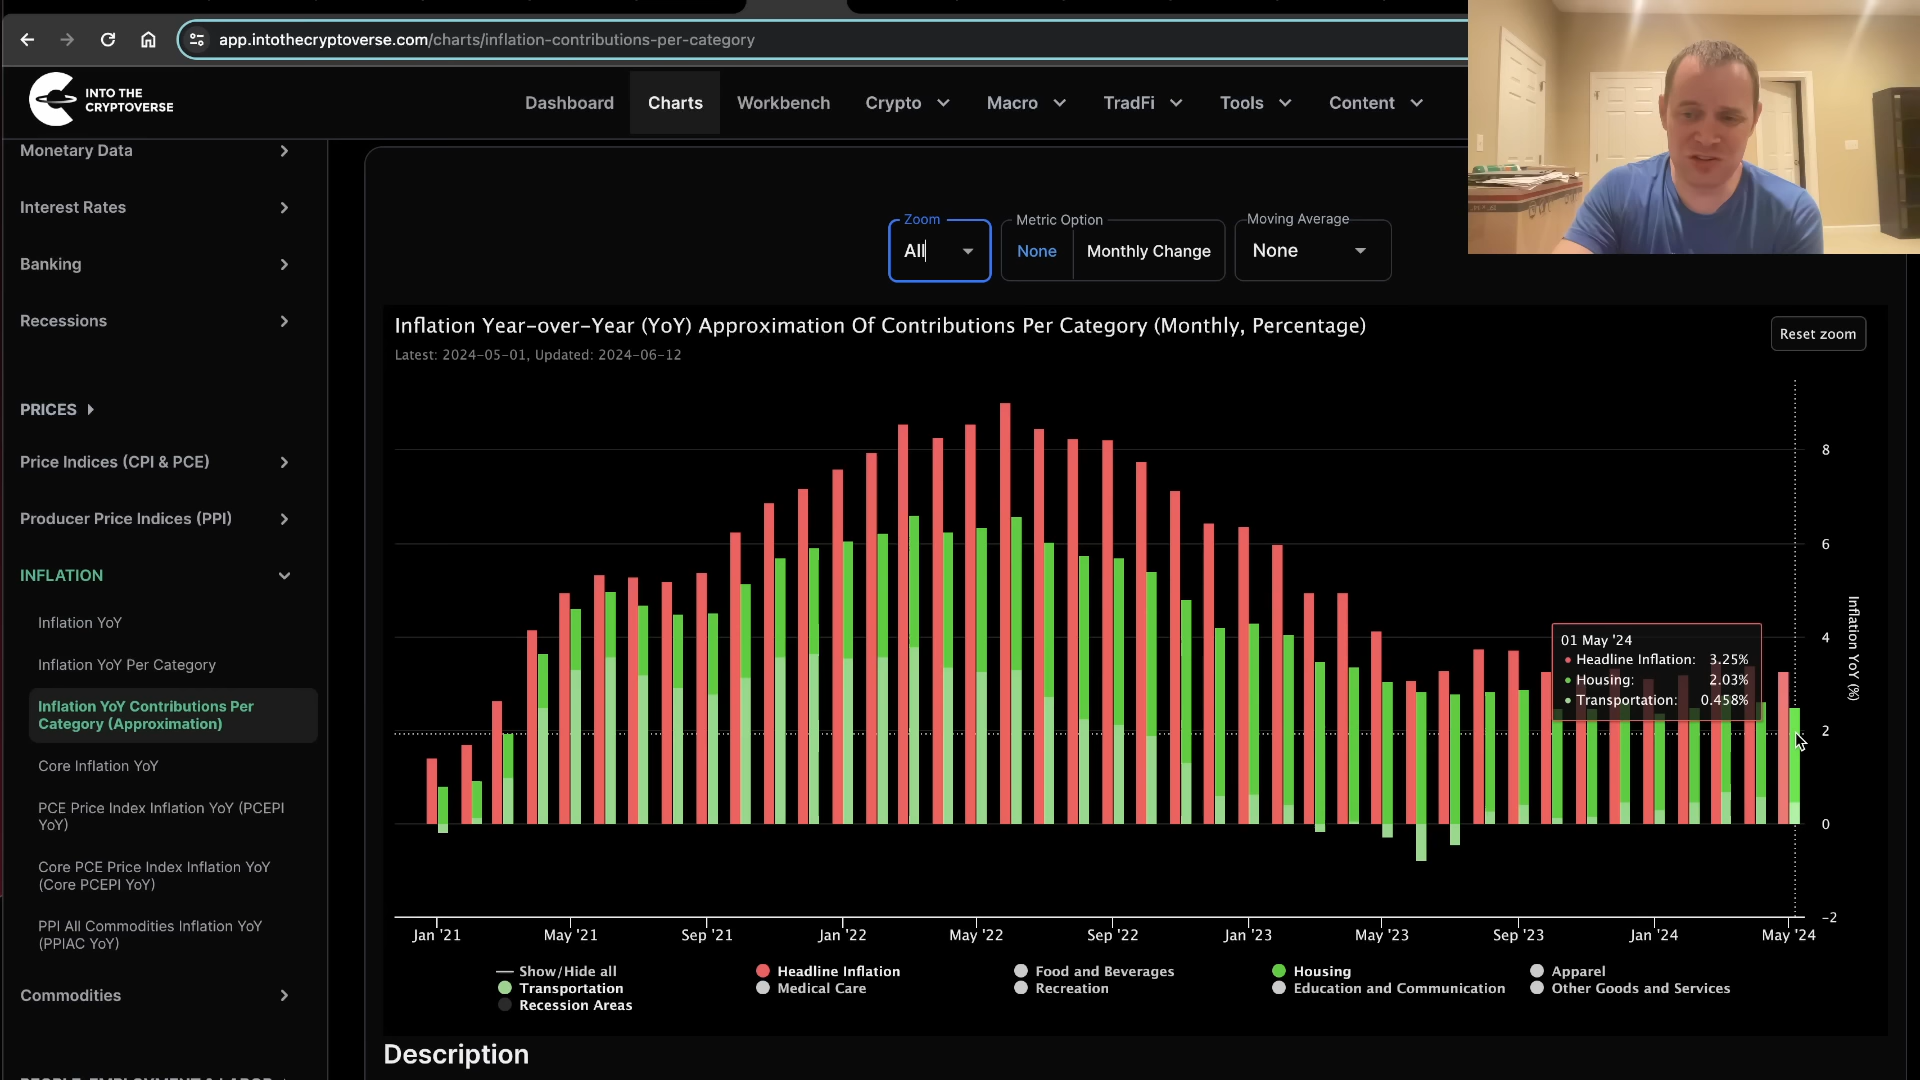 app.intothecryptoverse.com/charts/inflation-contributions-per-category
INTO THE
CRYPTOVERSE
Dashboard
Charts
Workbench
Crypto
Macro
TradFi
Tools
Content
Monetary Data
Interest Rates
Banking
Recessions
PRICES
Price Indices (CPI & PCE)
Producer Price Indices (PPI)
INFLATION
Inflation YoY
Inflation YoY Per Category
Inflation YoY Contributions Per
Category (Approximation)
Core Inflation YoY
PCE Price Index Inflation YoY (PCEPI
YoY)
Core PCE Price Index Inflation YoY
(Core PCEPI YoY)
PPI All Commodities Inflation YoY
(PPIAC YoY)
Commodities
Zoom
All
Metric Option
None
Monthly Change
Moving Average
None
Inflation Year-over-Year (YoY) Approximation Of Contributions Per Category (Monthly, Percentage)
Latest: 2024-05-01, Updated: 2024-06-12
Reset zoom
8
6
4
2
0
-2
Inflation YoY (%)
01 May '24
Headline Inflation: 3.25%
Housing: 2.03%
Transportation: 0.458%
Jan '21
May '21
Sep '21
Jan '22
May '22
Sep '22
Jan '23
May '23
Sep '23
Jan '24
May '24
Show/Hide all
Headline Inflation
Food and Beverages
Housing
Apparel
Transportation
Medical Care
Recreation
Education and Communication
Other Goods and Services
Recession Areas
Description